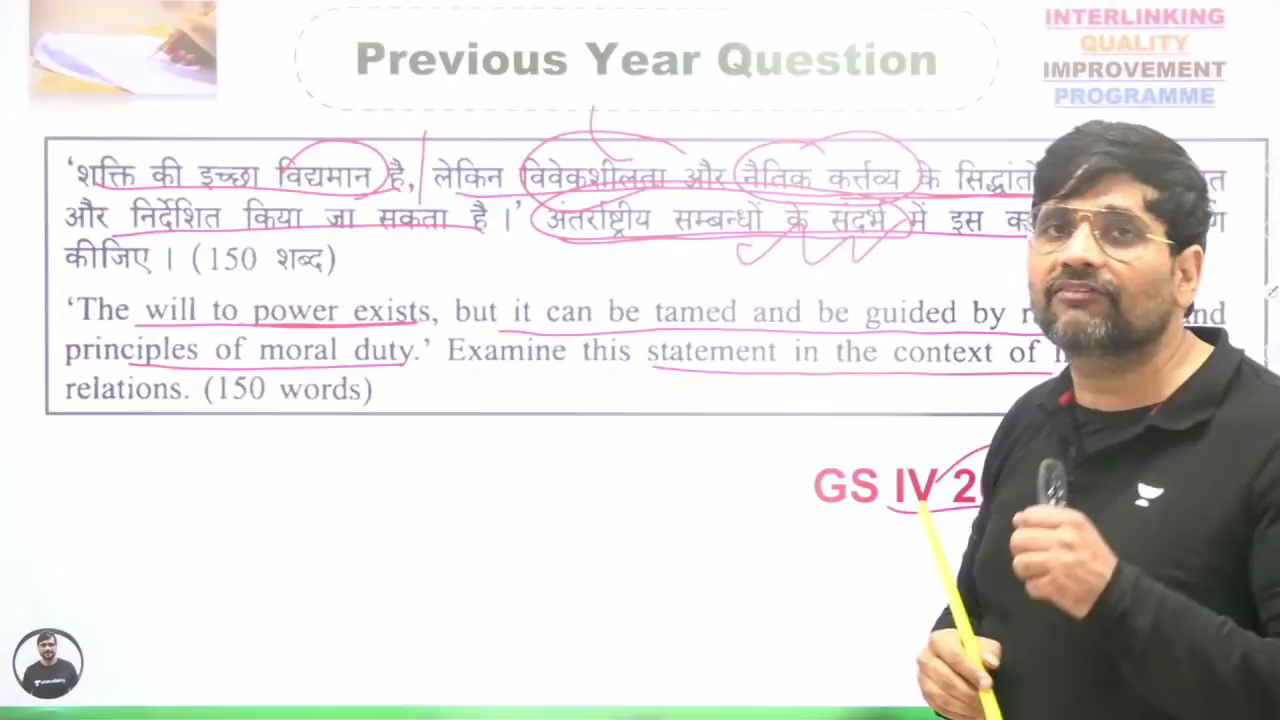 Previous Year Question
INTERLINKING
QUALITY
IMPROVEMENT
PROGRAMME
‘शक्ति की इच्छा विद्यमान है, लेकिन विवेकशीलता और नैतिक कर्त्तव्य के
और निर्देशित किया जा सकता है ।’ अंतर्राष्ट्रीय सम्बन्धों के संदर्भ में इस
कीजिए । (150 शब्द)
‘The will to power exists, but it can be tamed and be guided by
principles of moral duty.’ Examine this statement in the context of
relations. (150 words)
GS IV